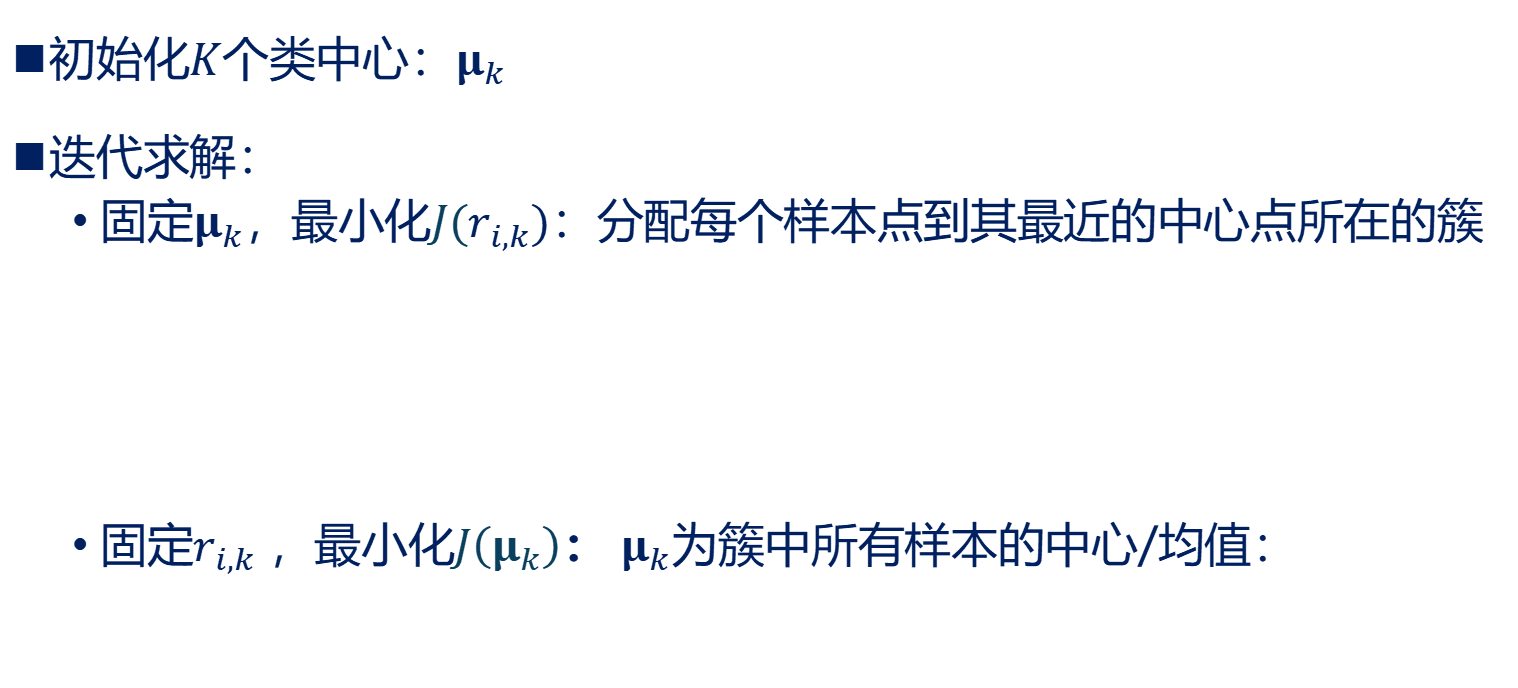 ■初始化K个类中心：μk
■迭代求解：
• 固定μk，最小化J(ri,k)：分配每个样本点到其最近的中心点所在的簇
• 固定ri,k ，最小化J(μk)： μk为簇中所有样本的中心/均值：